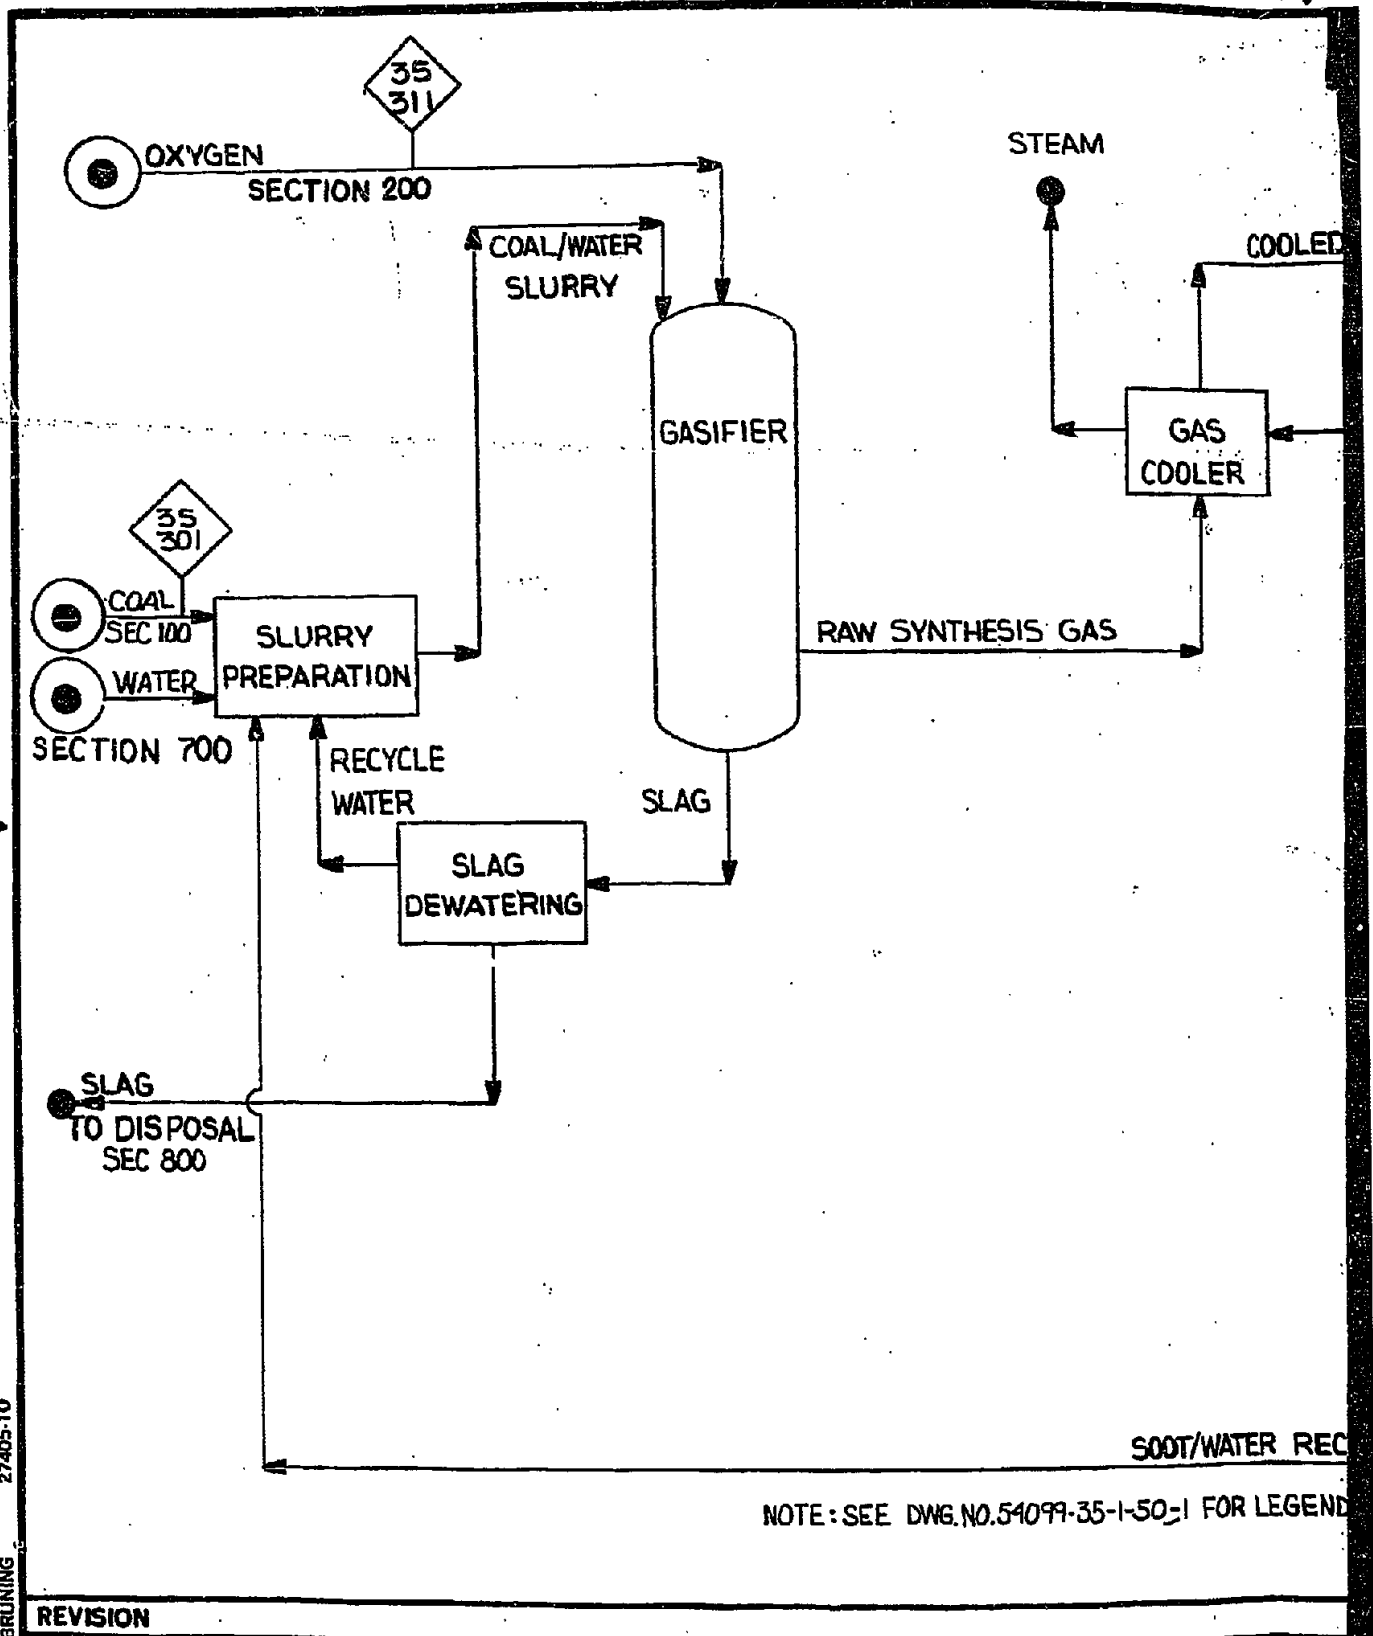 35
311
OXYGEN
SECTION 200
STEAM
COAL/WATER
SLURRY
COOLED
GASIFIER
GAS
COOLER
35
301
COAL
SEC 100
SLURRY
PREPARATION
WATER
SECTION 700
RAW SYNTHESIS GAS
RECYCLE
WATER
SLAG
SLAG
DEWATERING
SLAG
TO DISPOSAL
SEC 800
SOOT/WATER REC
NOTE: SEE DWG. NO. 54099-35-1-50-1 FOR LEGEND
REVISION
BRUNING 27405-10